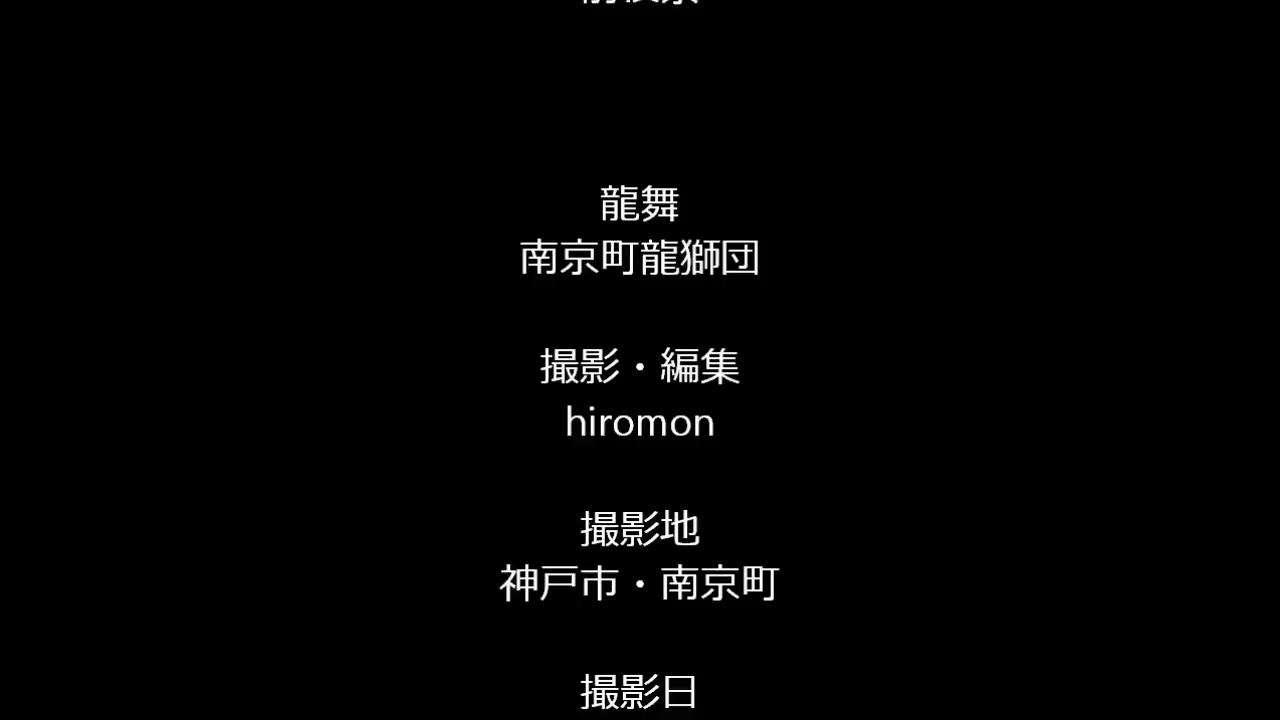 龍舞
南京町龍獅団
撮影・編集
hiromon
撮影地
神戸市・南京町
撮影日